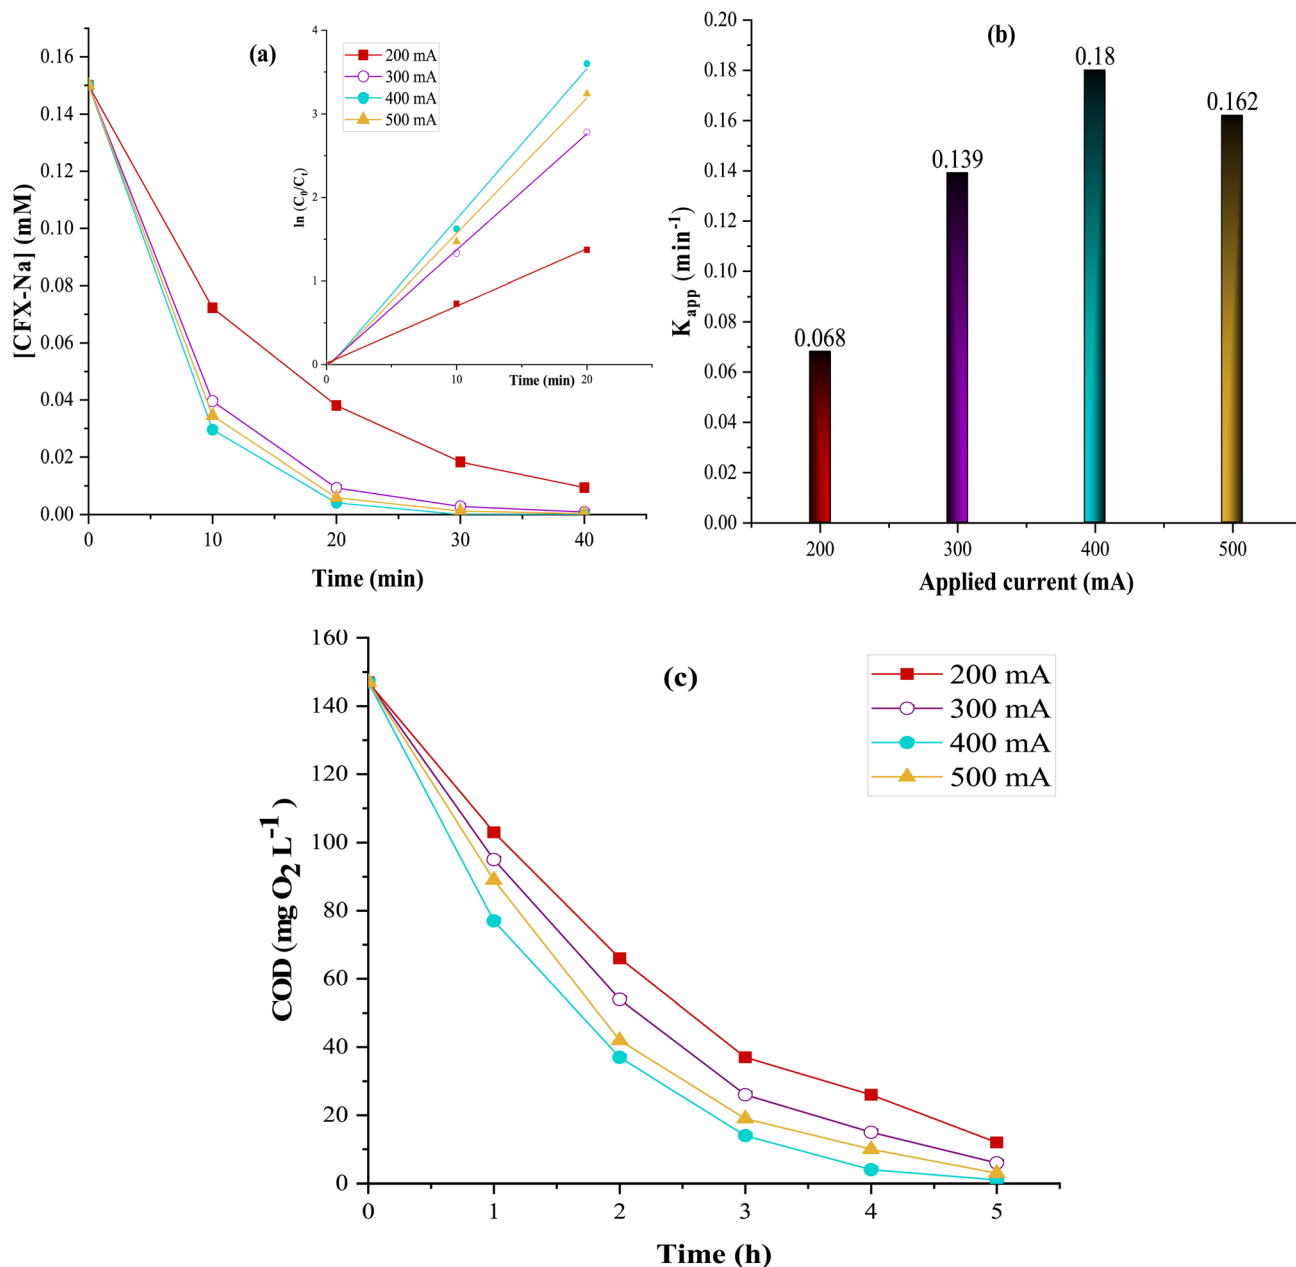 (a)
[CFX-Na] (mM)
0.16
0.14
0.12
0.10
0.08
0.06
0.04
0.02
0.00
0 10 20 30 40
Time (min)
200 mA
300 mA
400 mA
500 mA
ln (C₀/Cₜ)
4
3
2
1
0
0 10 20
Time (min)
(b)
K_app (min⁻¹)
0.20
0.18
0.16
0.14
0.12
0.10
0.08
0.06
0.04
0.02
0.00
0.068
0.139
0.18
0.162
200 300 400 500
Applied current (mA)
(c)
COD (mg O₂ L⁻¹)
160
140
120
100
80
60
40
20
0
0 1 2 3 4 5
Time (h)
200 mA
300 mA
400 mA
500 mA